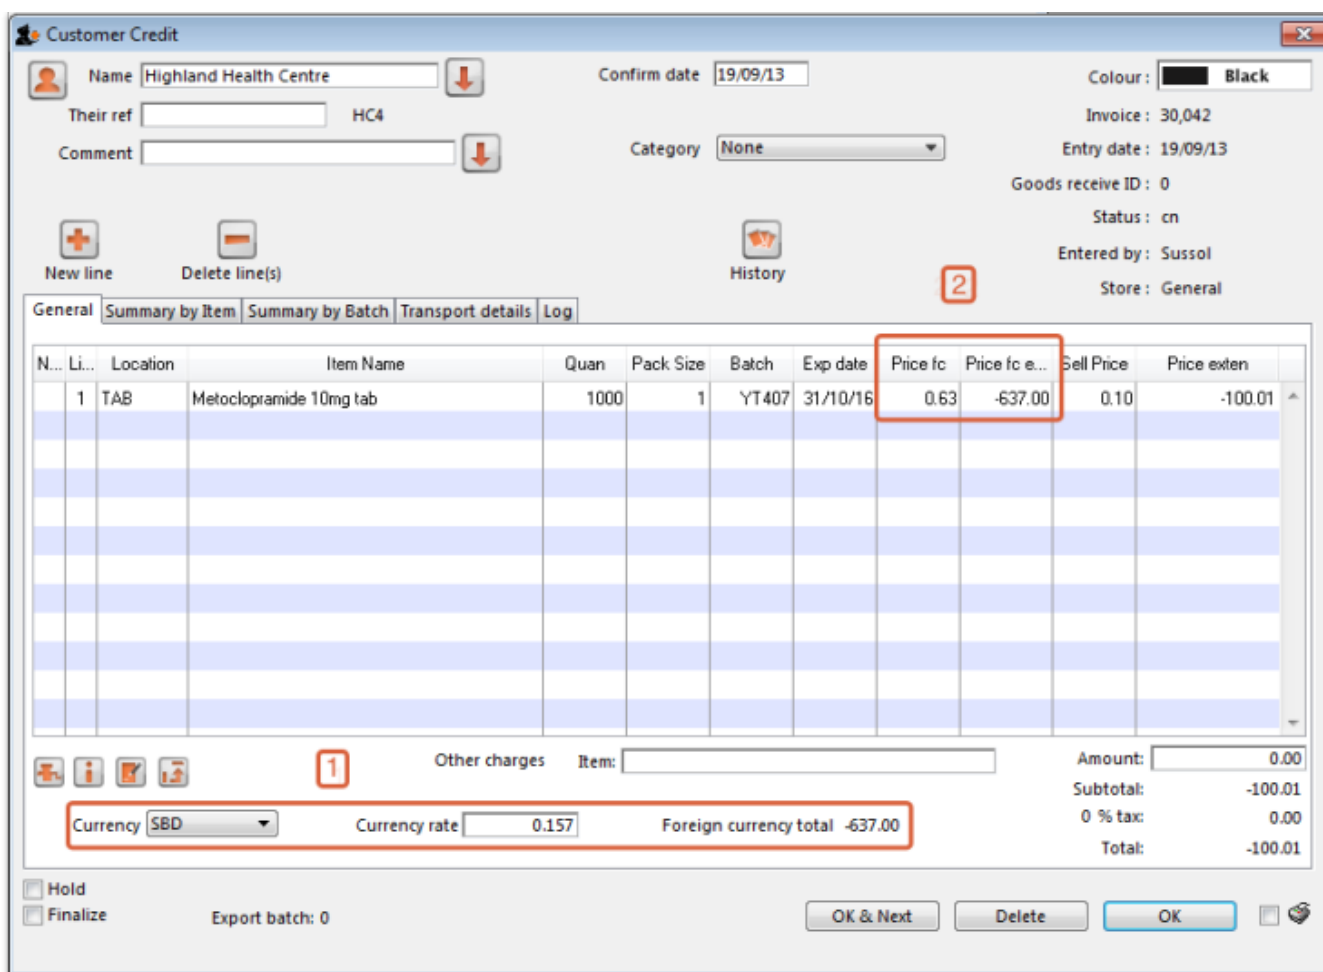 Customer Credit
Name Highland Health Centre Confirm date 19/09/13 Colour: Black
Their ref HC4 Invoice: 30,042
Comment Category None Entry date: 19/09/13
Goods receive ID: 0
Status: cn
New line Delete line(s) History Entered by: Sussol
2 Store: General
General Summary by Item Summary by Batch Transport details Log
N... Li... Location Item Name Quan Pack Size Batch Exp date Price fc Price fc e... Sell Price Price exten
1 TAB Metoclopramide 10mg tab 1000 1 YT407 31/10/16 0.63 -637.00 0.10 -100.01
1 Other charges Item: Amount: 0.00
Subtotal: -100.01
Currency SBD Currency rate 0.157 Foreign currency total -637.00 0 % tax: 0.00
Total: -100.01
Hold
Finalize Export batch: 0 OK & Next Delete OK